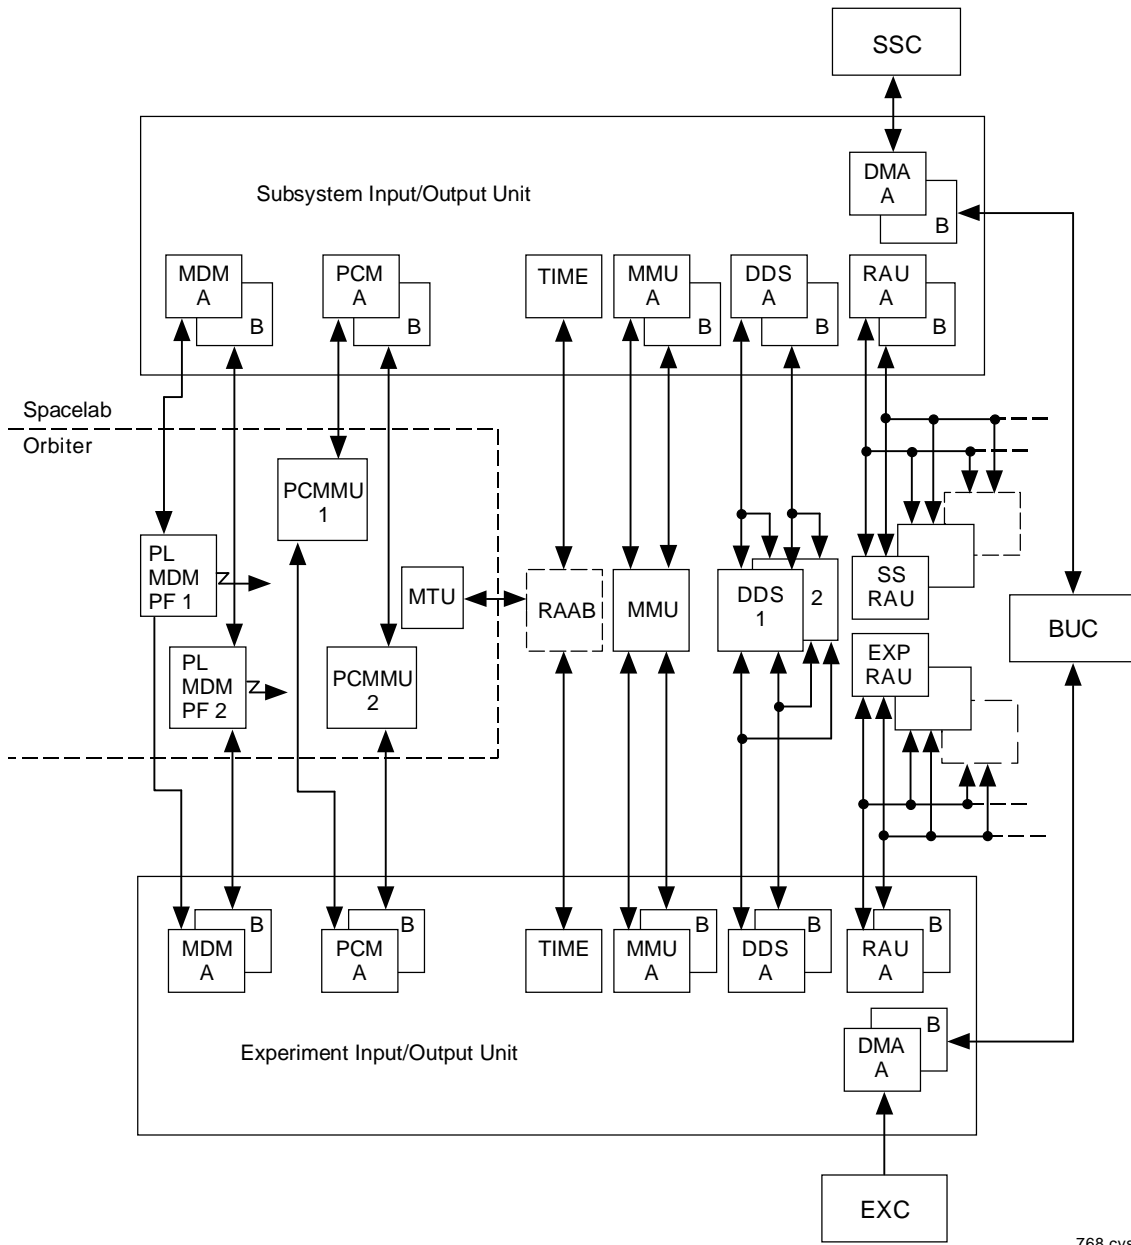 SSC
DMA
A
B
Subsystem Input/Output Unit
MDM
A
B
PCM
A
B
TIME
MMU
A
B
DDS
A
B
RAU
A
B
Spacelab
Orbiter
PCMMU
1
PL
MDM
PF 1
MTU
RAAB
MMU
DDS
1
2
SS
RAU
BUC
PL
MDM
PF 2
PCMMU
2
EXP
RAU
MDM
A
B
PCM
A
B
TIME
MMU
A
B
DDS
A
B
RAU
A
B
Experiment Input/Output Unit
DMA
A
B
EXC